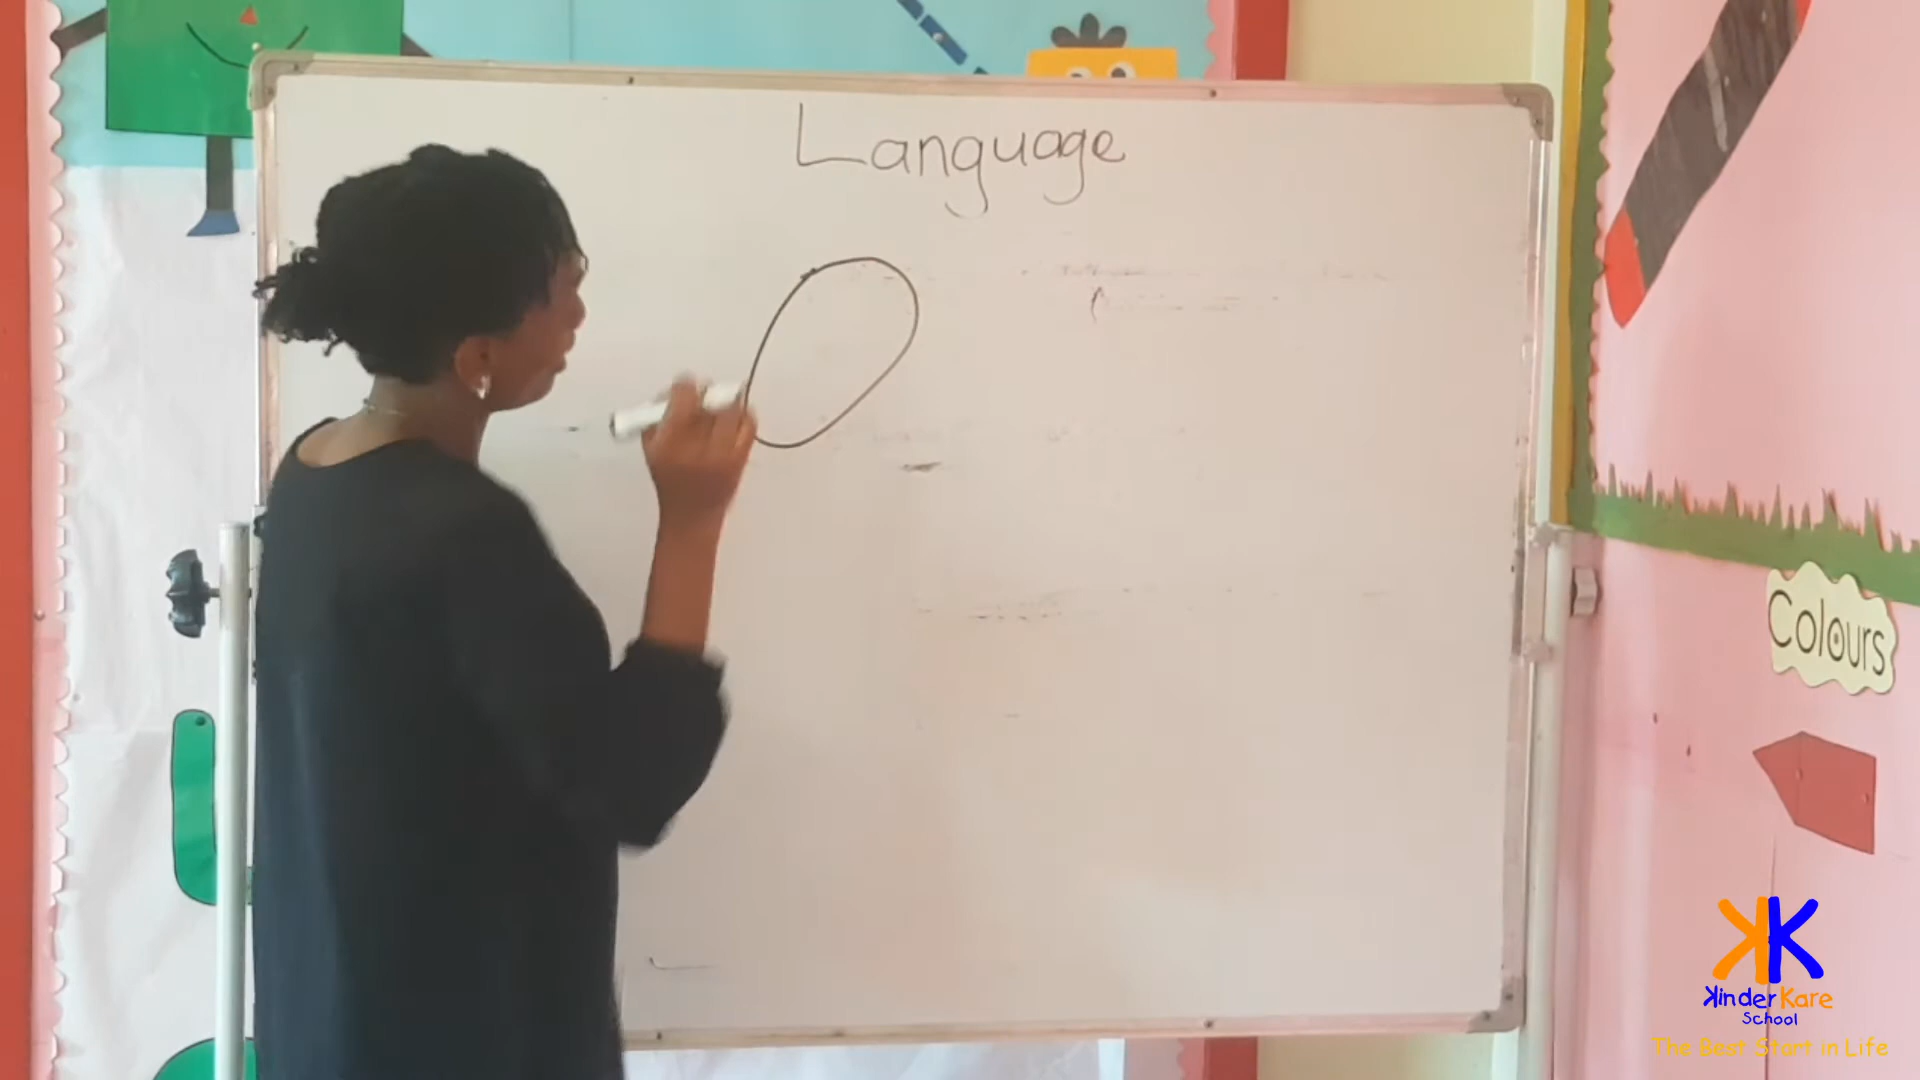 Language
Colours
KinderKare
School
The Best Start in Life